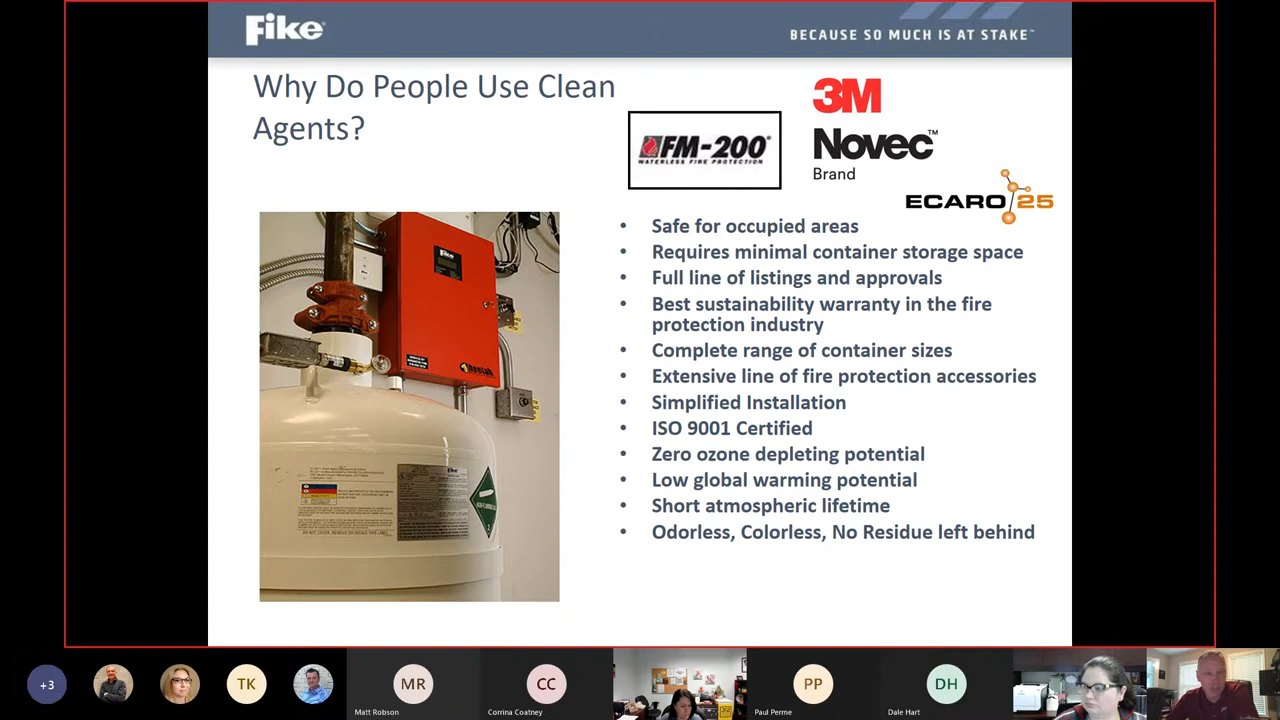 Fike
BECAUSE SO MUCH IS AT STAKE™
Why Do People Use Clean
Agents?
FM-200®
WATERLESS FIRE PROTECTION
3M
Novec™
Brand
ECARO 25
• Safe for occupied areas
• Requires minimal container storage space
• Full line of listings and approvals
• Best sustainability warranty in the fire
protection industry
• Complete range of container sizes
• Extensive line of fire protection accessories
• Simplified Installation
• ISO 9001 Certified
• Zero ozone depleting potential
• Low global warming potential
• Short atmospheric lifetime
• Odorless, Colorless, No Residue left behind
Fike
Fike
+3
TK
MR
CC
PP
DH
Matt Robson
Corrina Coatney
Paul Perme
Dale Hart